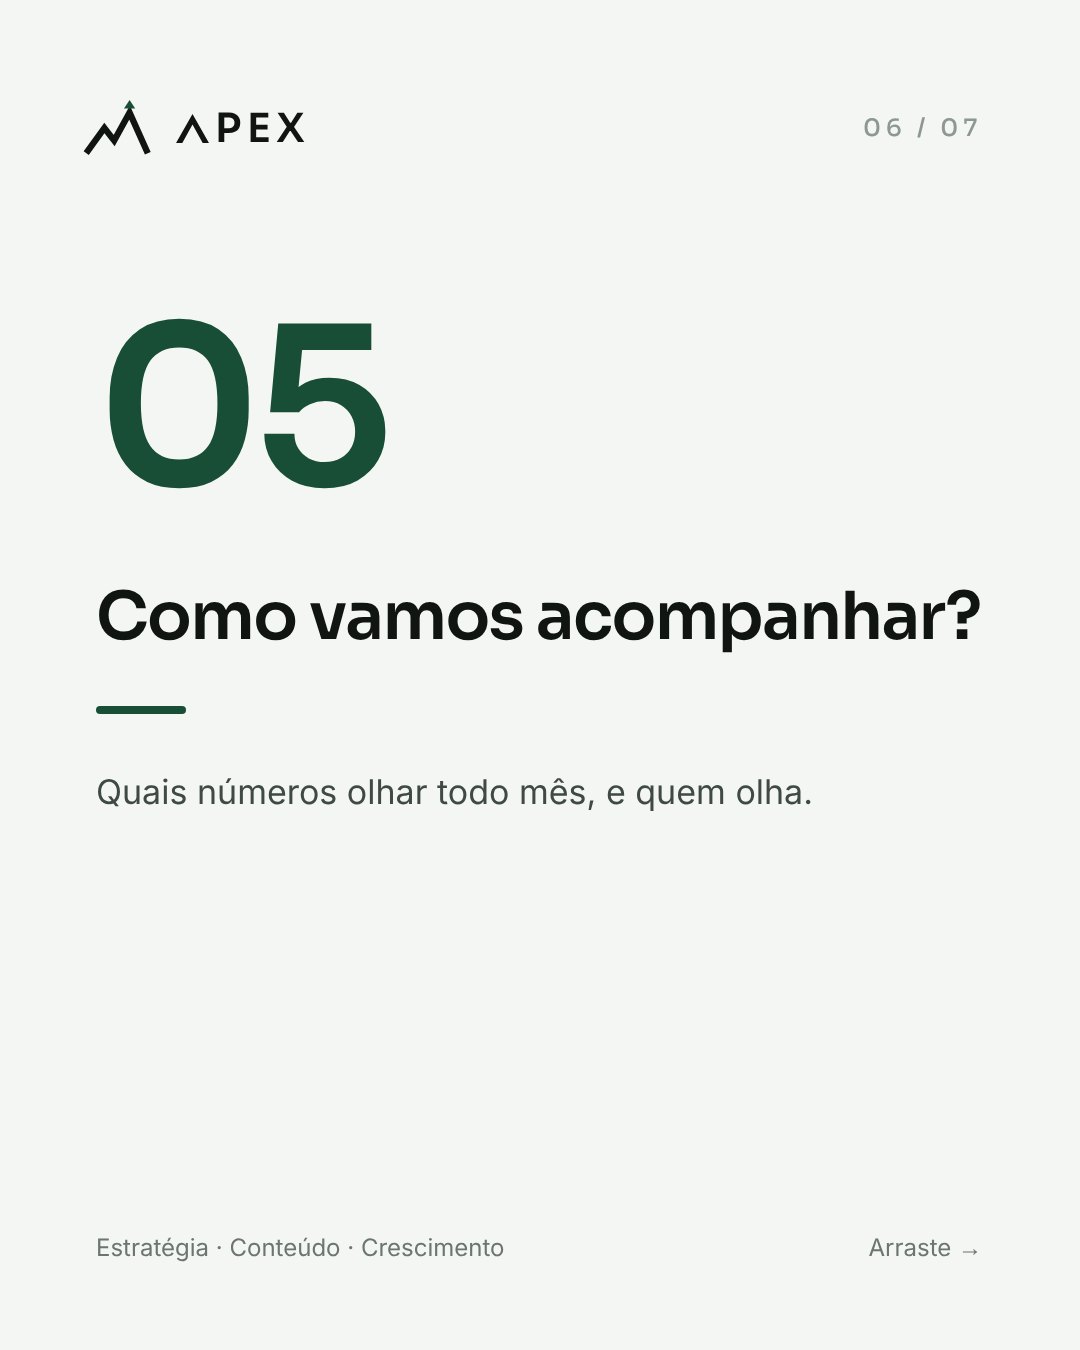 APEX
06 / 07
05
Como vamos acompanhar?
Quais números olhar todo mês, e quem olha.
Estratégia · Conteúdo · Crescimento
Arraste →